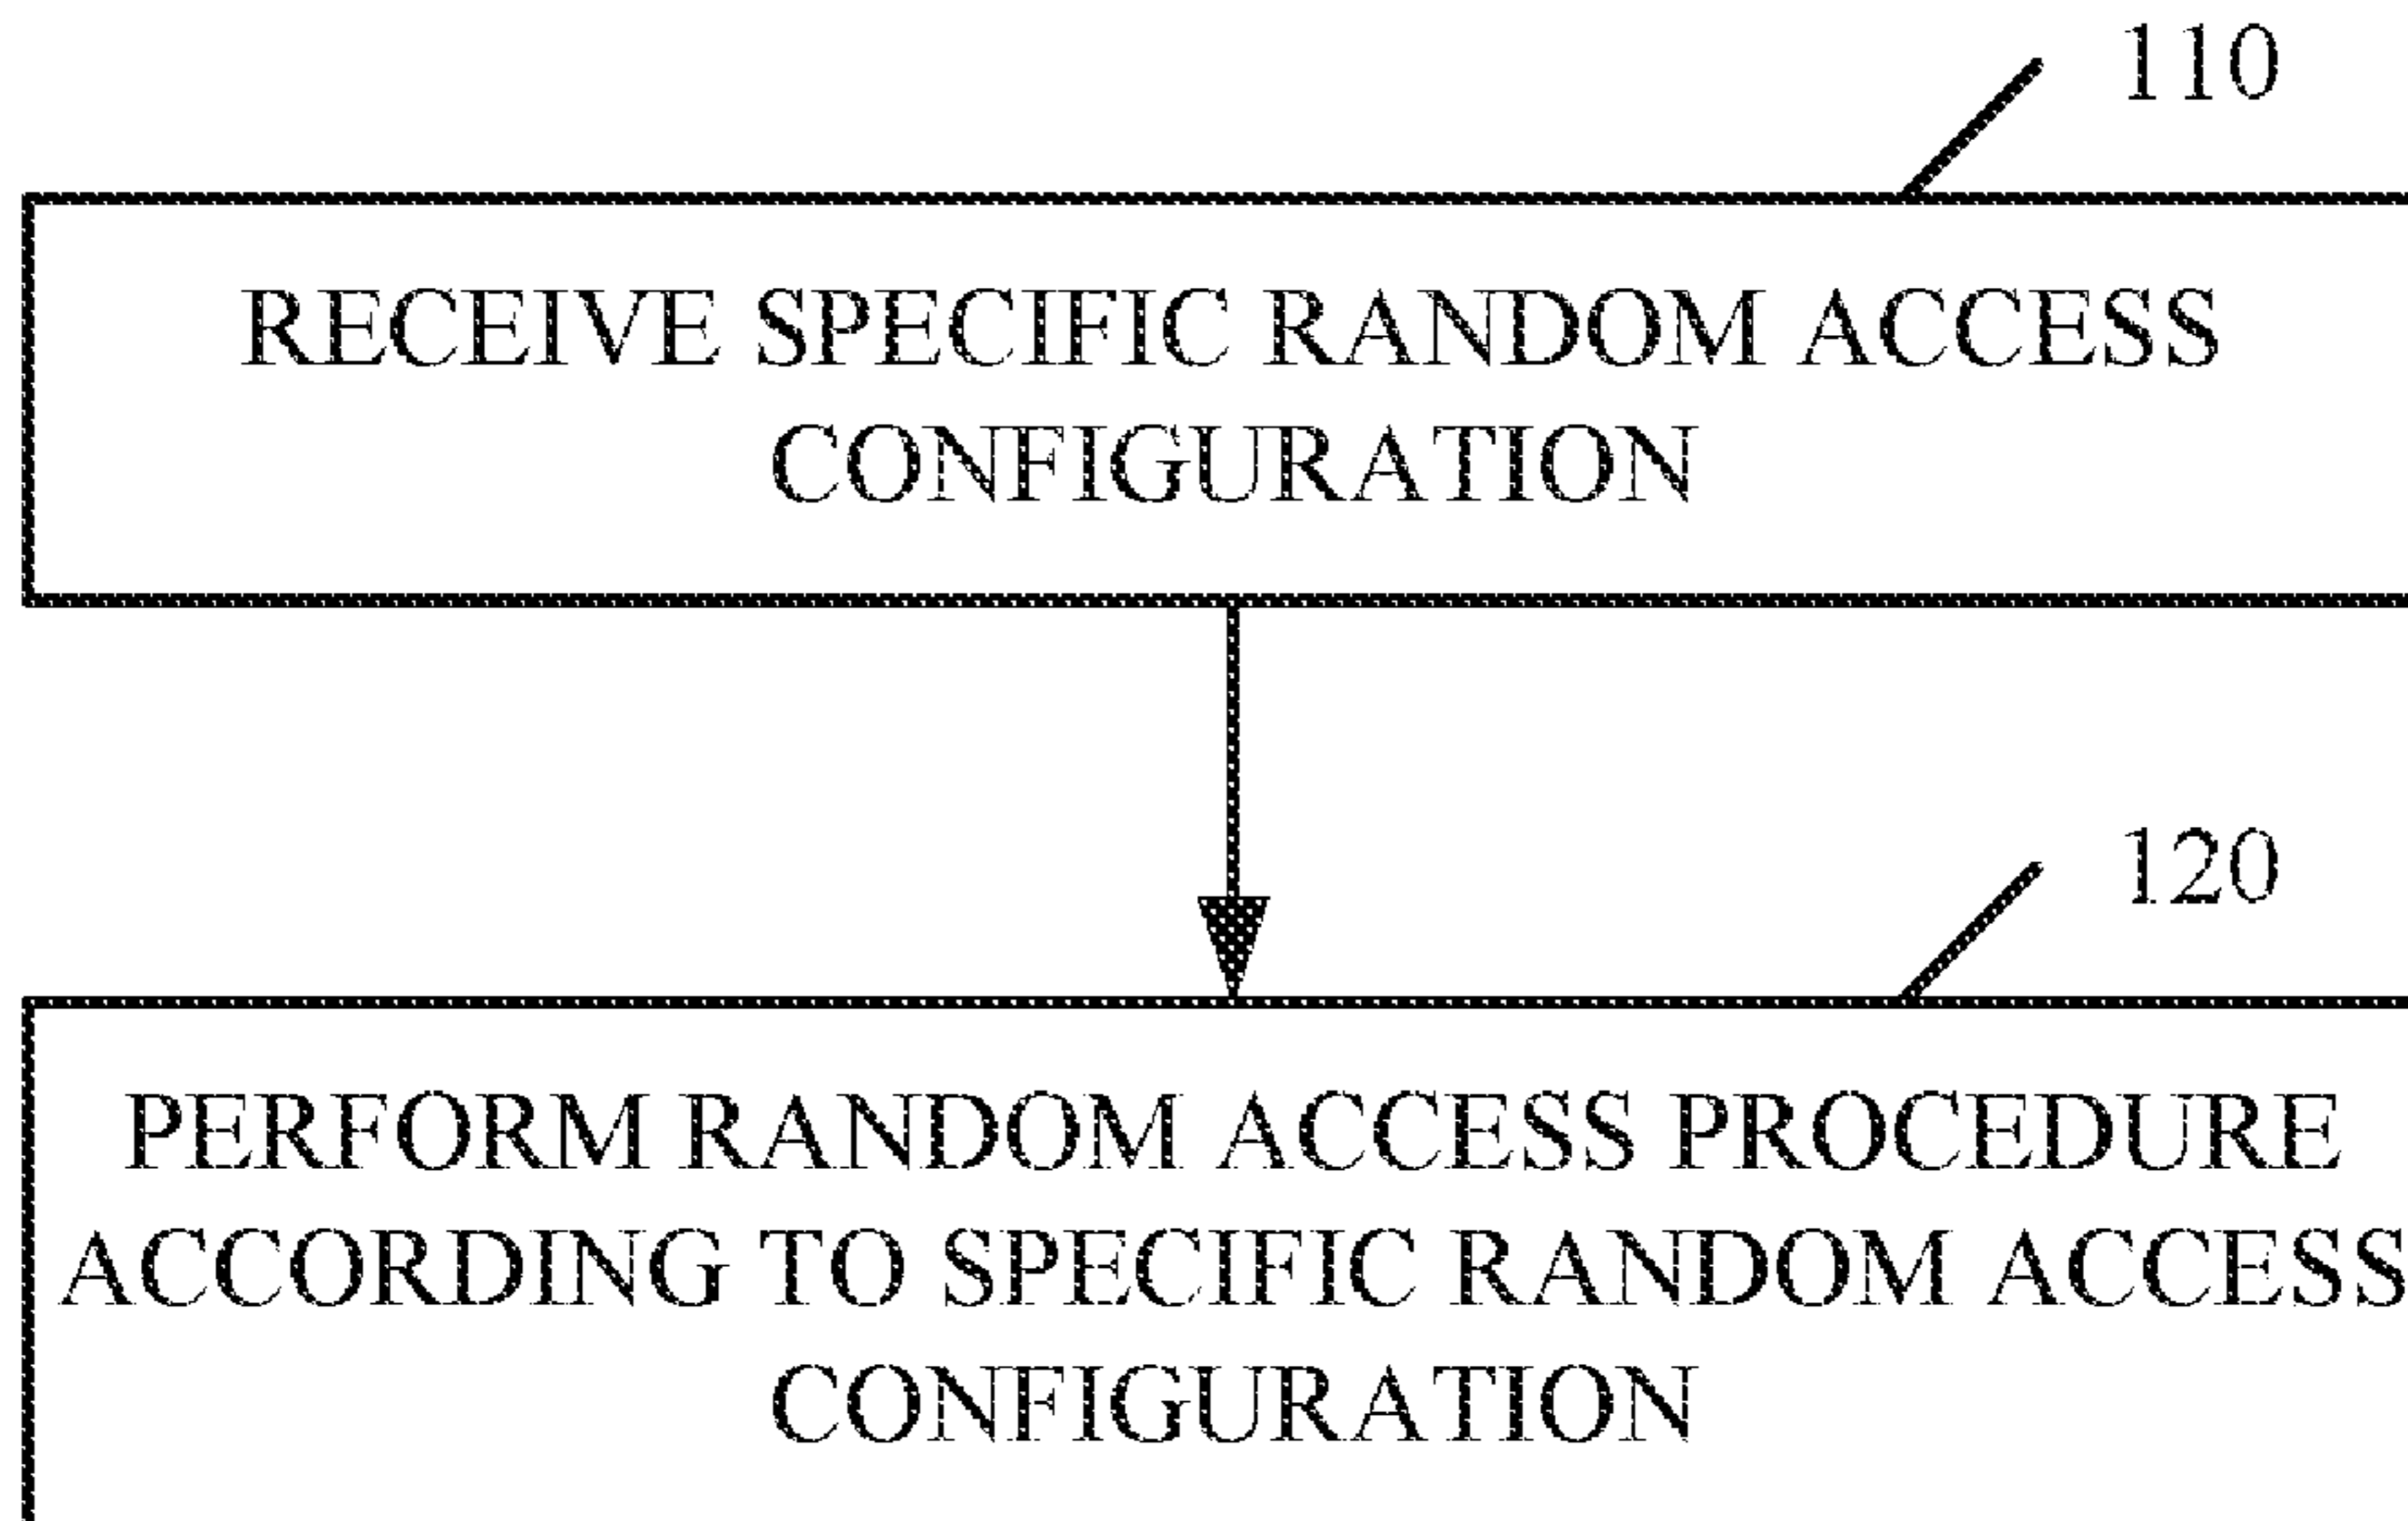 110
RECEIVE SPECIFIC RANDOM ACCESS
CONFIGURATION
120
PERFORM RANDOM ACCESS PROCEDURE
ACCORDING TO SPECIFIC RANDOM ACCESS
CONFIGURATION